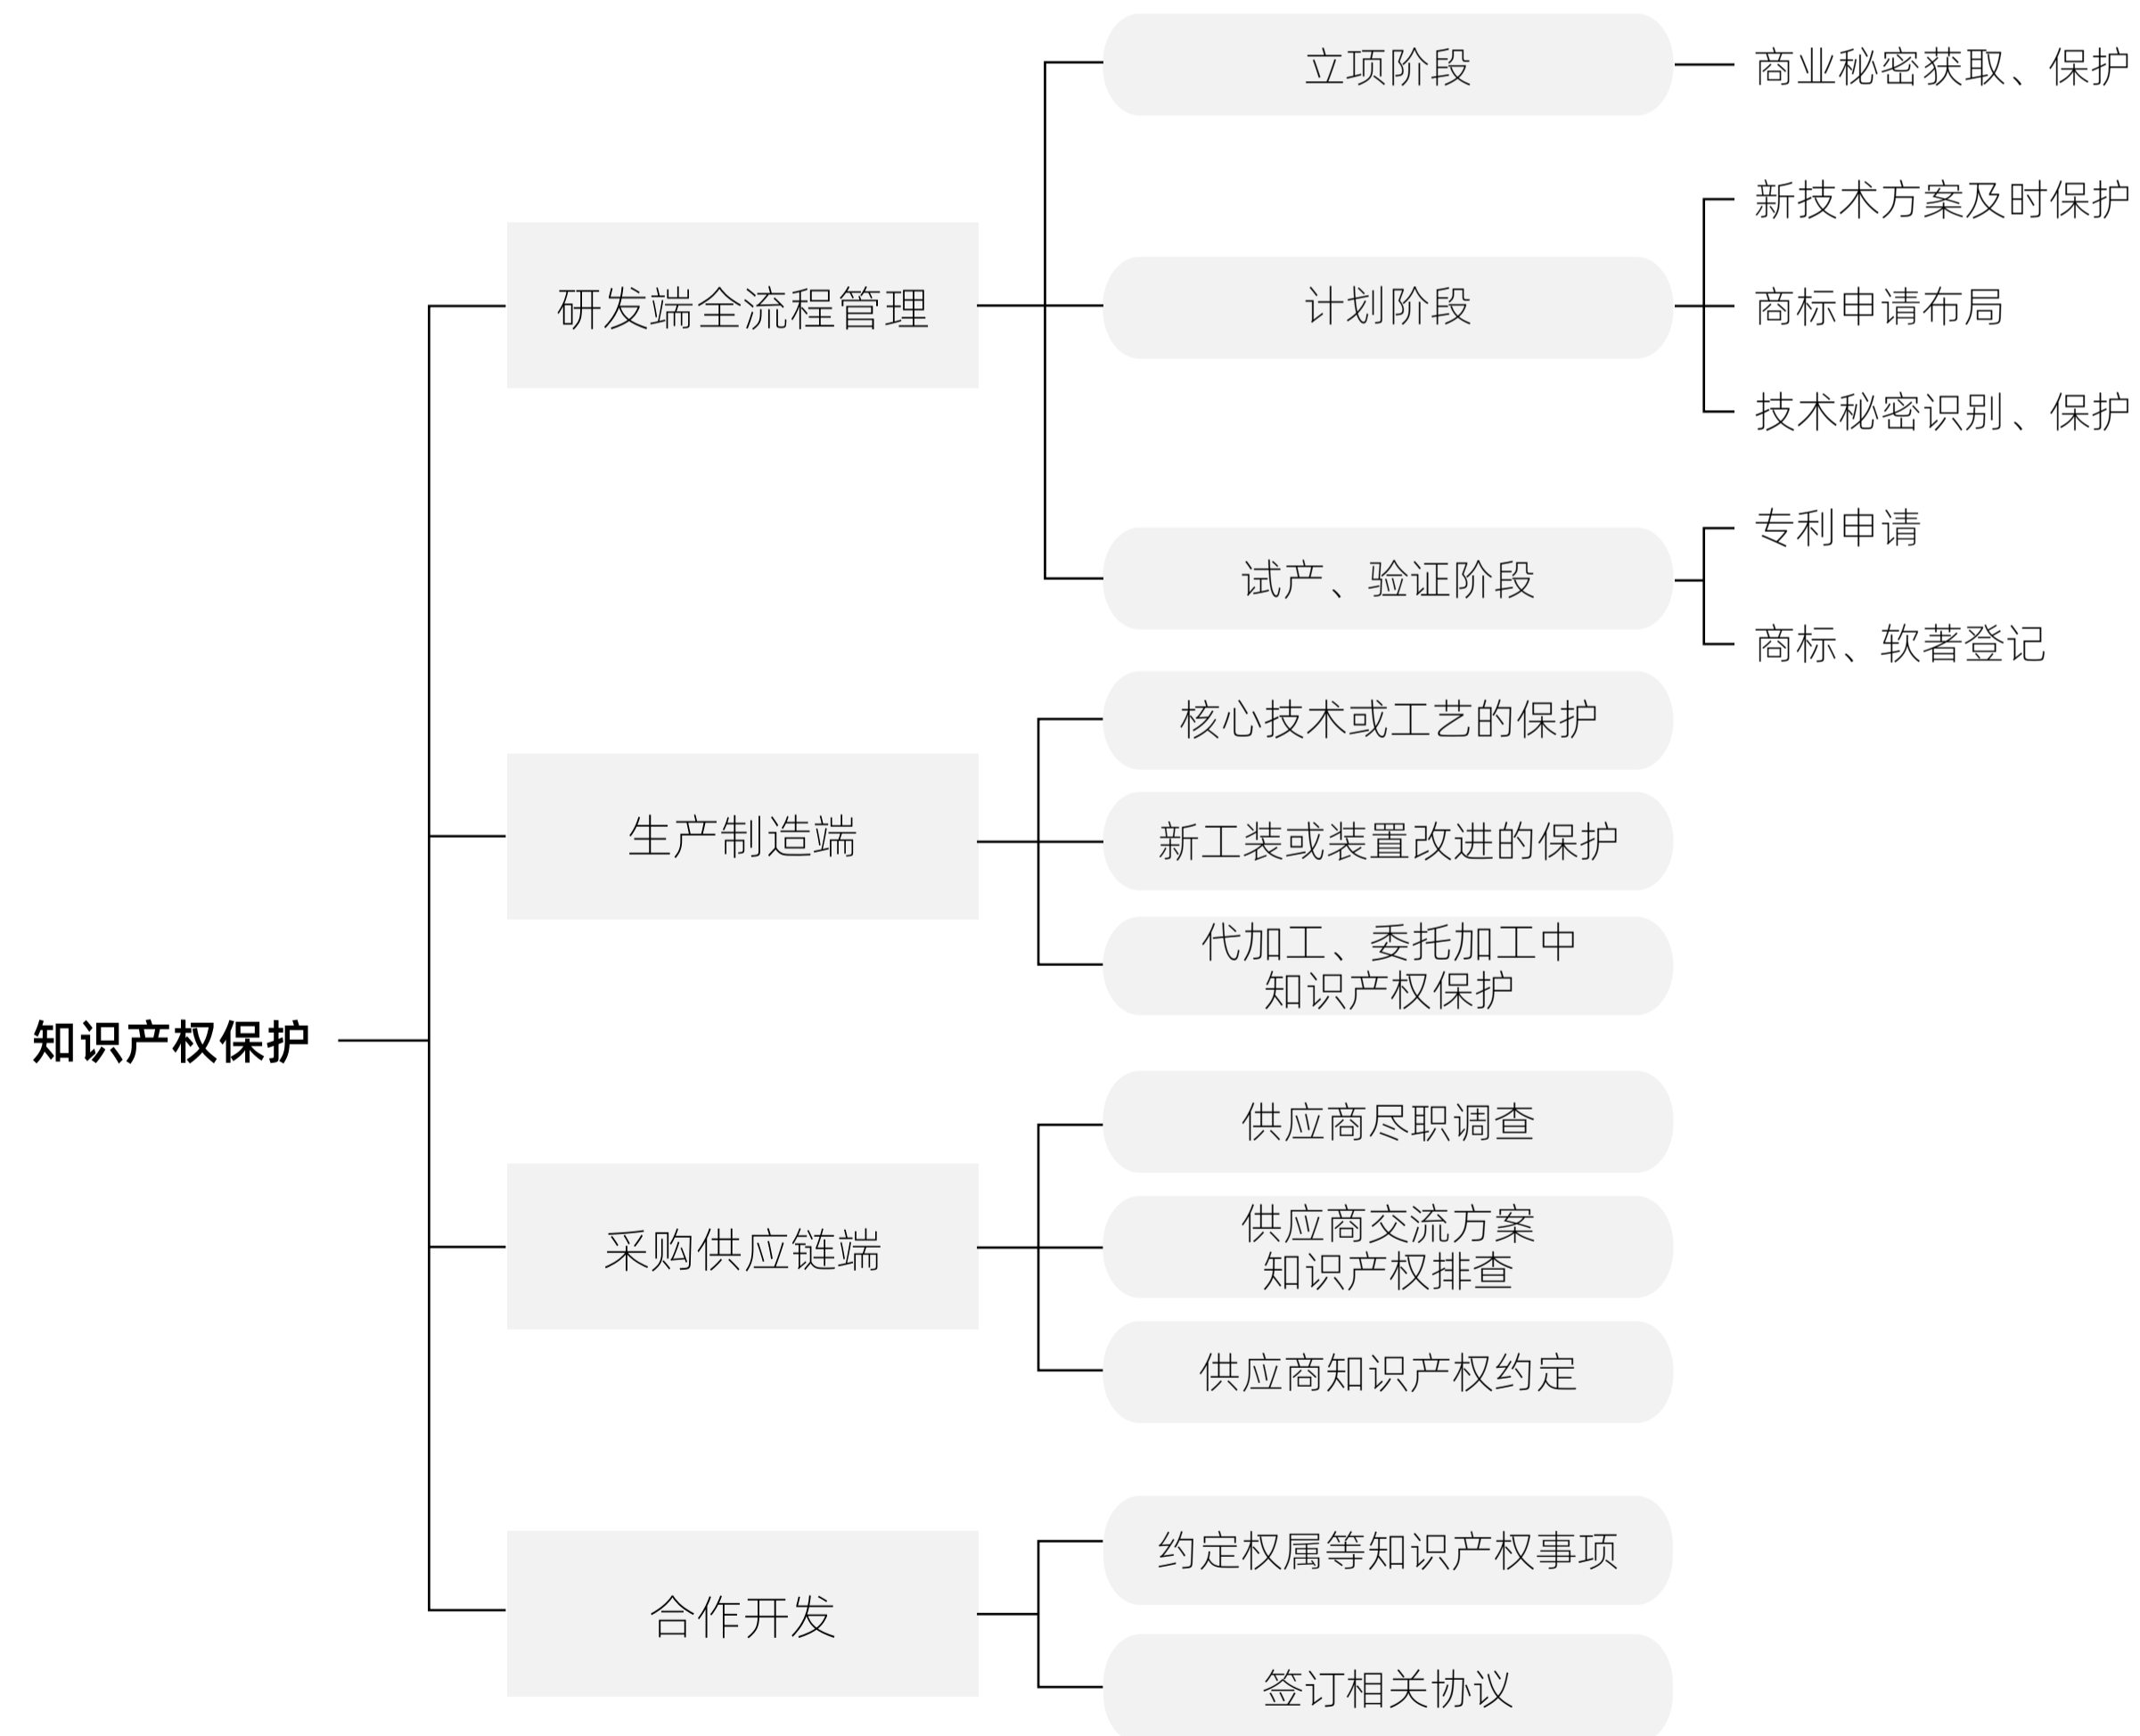 知识产权保护
研发端全流程管理
立项阶段
商业秘密获取、保护
计划阶段
新技术方案及时保护
商标申请布局
技术秘密识别、保护
试产、验证阶段
专利申请
商标、软著登记
生产制造端
核心技术或工艺的保护
新工装或装置改进的保护
代加工、委托加工中
知识产权保护
采购供应链端
供应商尽职调查
供应商交流方案
知识产权排查
供应商知识产权约定
合作开发
约定权属等知识产权事项
签订相关协议